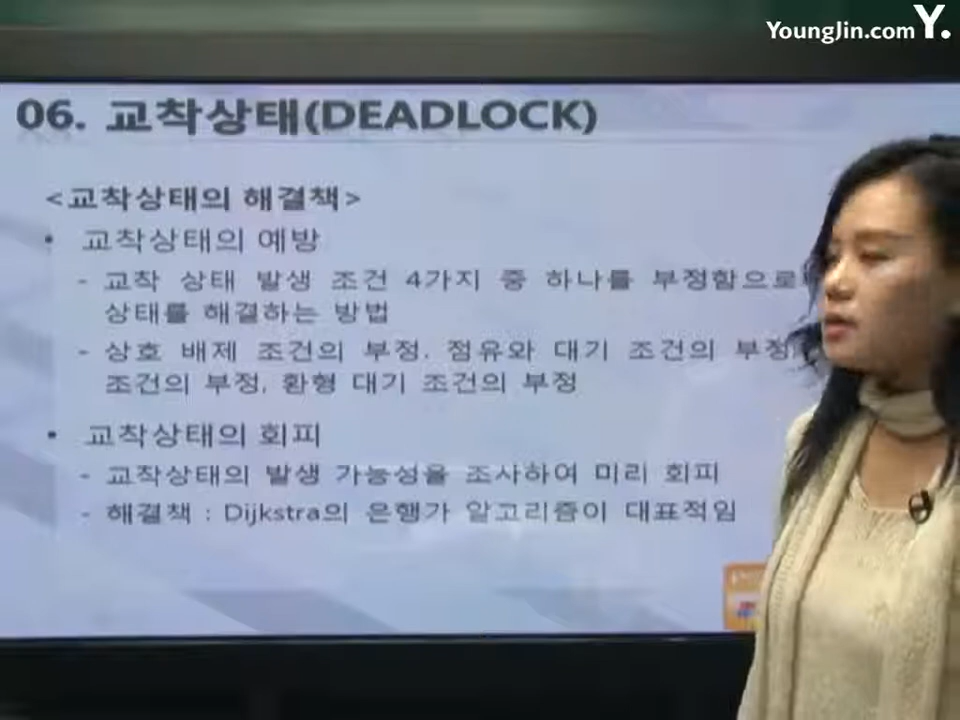 YoungJin.com Y.
06. 교착상태(DEADLOCK)
<교착상태의 해결책>
• 교착상태의 예방
- 교착 상태 발생 조건 4가지 중 하나를 부정함으로
상태를 해결하는 방법
- 상호 배제 조건의 부정, 점유와 대기 조건의 부정
조건의 부정, 환형 대기 조건의 부정
• 교착상태의 회피
- 교착상태의 발생 가능성을 조사하여 미리 회피
- 해결책 : Dijkstra의 은행가 알고리즘이 대표적임